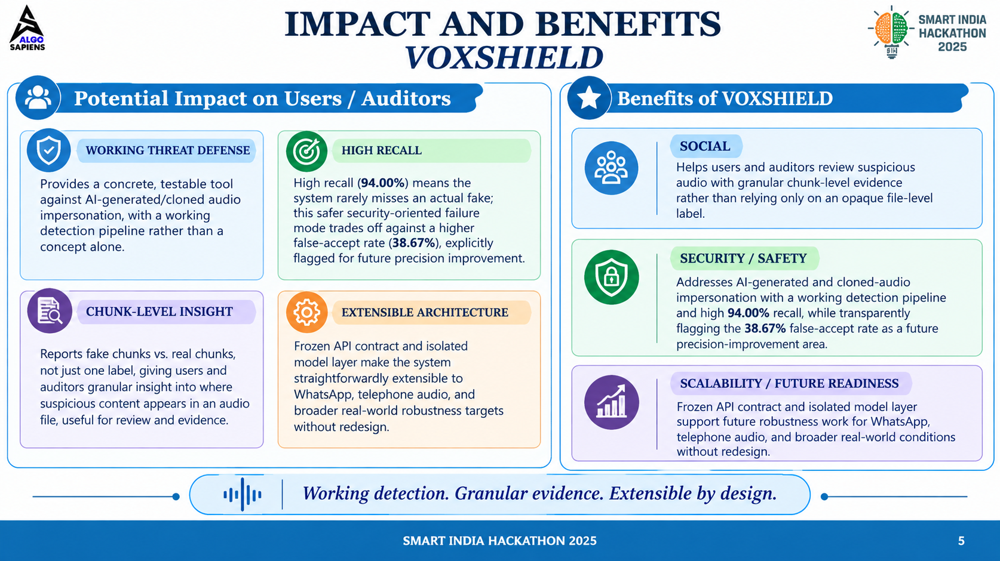 ALGO
SAPIENS
IMPACT AND BENEFITS
VOXSHIELD
SMART INDIA
HACKATHON
2025
SIH
Potential Impact on Users / Auditors
WORKING THREAT DEFENSE
Provides a concrete, testable tool
against AI-generated/cloned audio
impersonation, with a working
detection pipeline rather than a
concept alone.
HIGH RECALL
High recall (94.00%) means the
system rarely misses an actual fake;
this safer security-oriented failure
mode trades off against a higher
false-accept rate (38.67%), explicitly
flagged for future precision improvement.
CHUNK-LEVEL INSIGHT
Reports fake chunks vs. real chunks,
not just one label, giving users and
auditors granular insight into where
suspicious content appears in an audio
file, useful for review and evidence.
EXTENSIBLE ARCHITECTURE
Frozen API contract and isolated
model layer make the system
straightforwardly extensible to
WhatsApp, telephone audio, and
broader real-world robustness targets
without redesign.
Benefits of VOXSHIELD
SOCIAL
Helps users and auditors review suspicious
audio with granular chunk-level evidence
rather than relying only on an opaque file-level
label.
SECURITY / SAFETY
Addresses AI-generated and cloned-audio
impersonation with a working detection pipeline
and high 94.00% recall, while transparently
flagging the 38.67% false-accept rate as a future
precision-improvement area.
SCALABILITY / FUTURE READINESS
Frozen API contract and isolated model layer
support future robustness work for WhatsApp,
telephone audio, and broader real-world conditions
without redesign.
Working detection. Granular evidence. Extensible by design.
SMART INDIA HACKATHON 2025
5